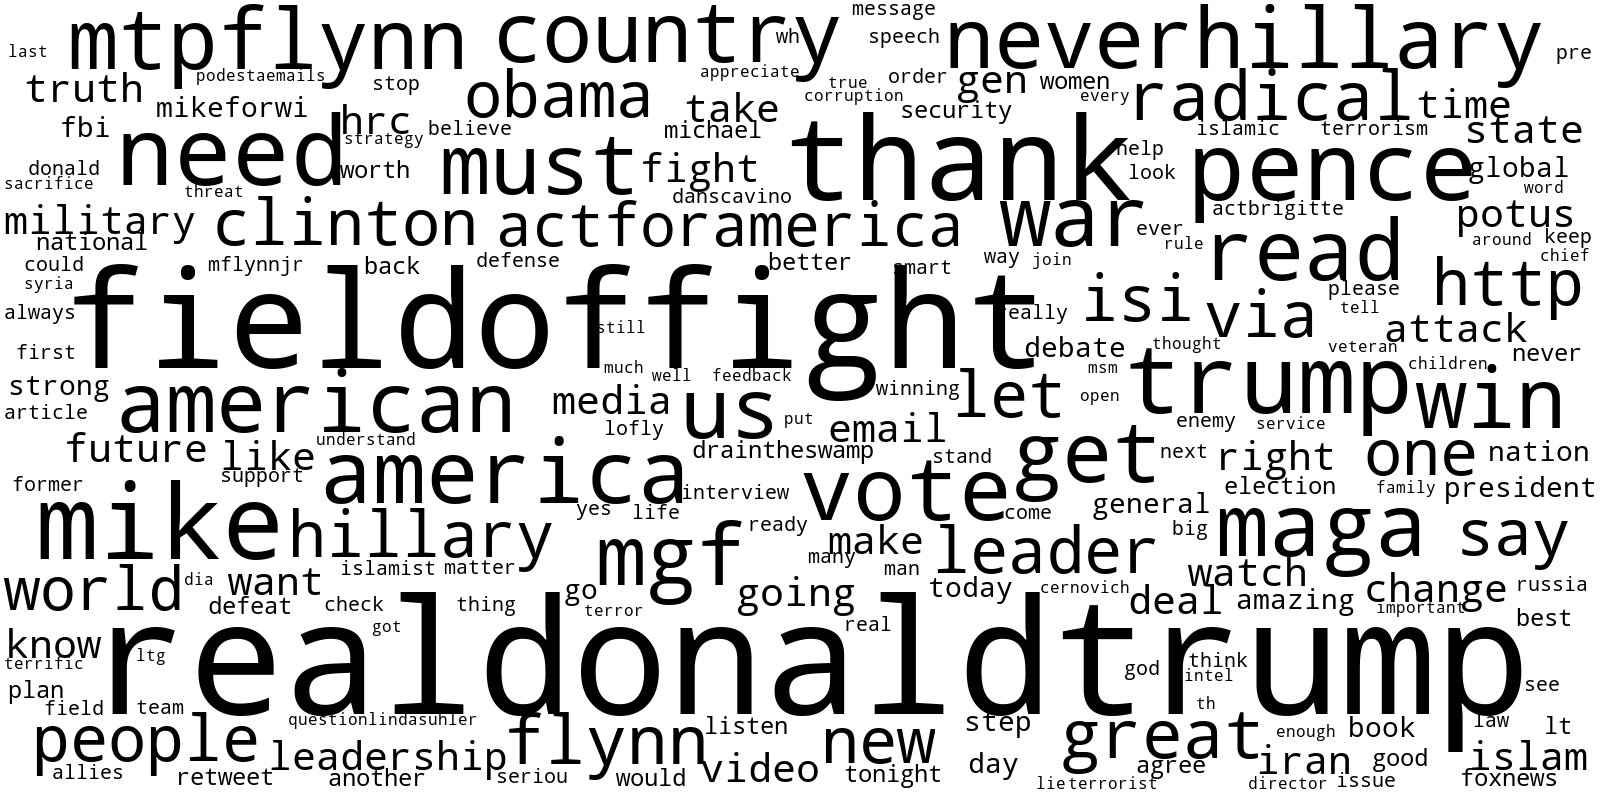 message
mtpflynn country wh speech neverhillary
last pre
truth podestaemails stop obama appreciate true order gen women radical
mikeforwi take corruption every time
fbi hrc believe michael security islamic terrorism state
need strategy must fight thank help pence global
donald worth look
sacrifice threat danscavino word
military clinton actforamerica war actbrigitte potus
national ever rule read around keep
could mflynnjr back defense better smart way join http chief
syria please
always fieldoffight really isi via tell attack
still
first debate thought veteran never
strong american much well feedback winning let msm trump children win
article media us put open
lofly email enemy service
future understand draintheswamp get one
like america stand next right nation
former support interview vote election family president
mike hillary yes life ready come general big maga say
mgf make leader
many man
islamist matter watch
world dia want go going today cernovich deal amazing change russia
defeat check thing terror important best
know realdonaldtrump got real
terrific ltg god think
plan intel see
field team th
people questionlindasuhler flynn listen new step great enough book law lt
allies leadership video day agree iran good islam
retweet another seriou would tonight lie terrorist director issue foxnews